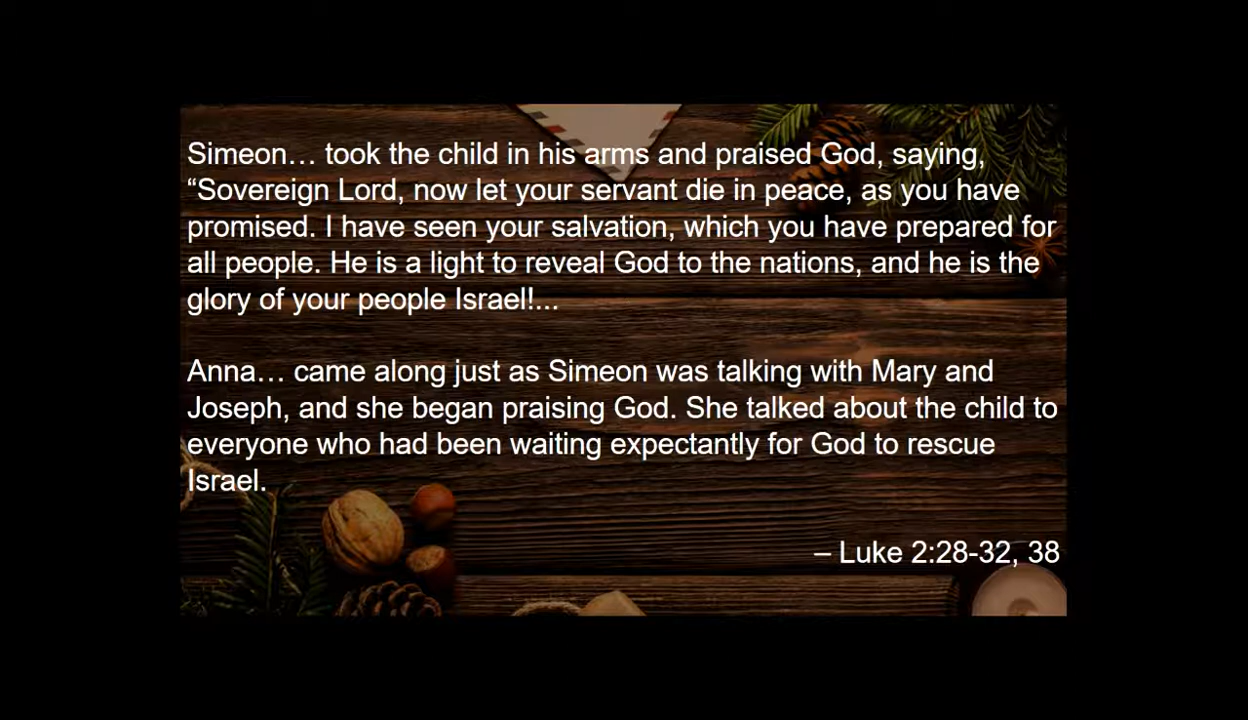 Simeon… took the child in his arms and praised God, saying,
“Sovereign Lord, now let your servant die in peace, as you have
promised. I have seen your salvation, which you have prepared for
all people. He is a light to reveal God to the nations, and he is the
glory of your people Israel!...
Anna… came along just as Simeon was talking with Mary and
Joseph, and she began praising God. She talked about the child to
everyone who had been waiting expectantly for God to rescue
Israel.
– Luke 2:28-32, 38